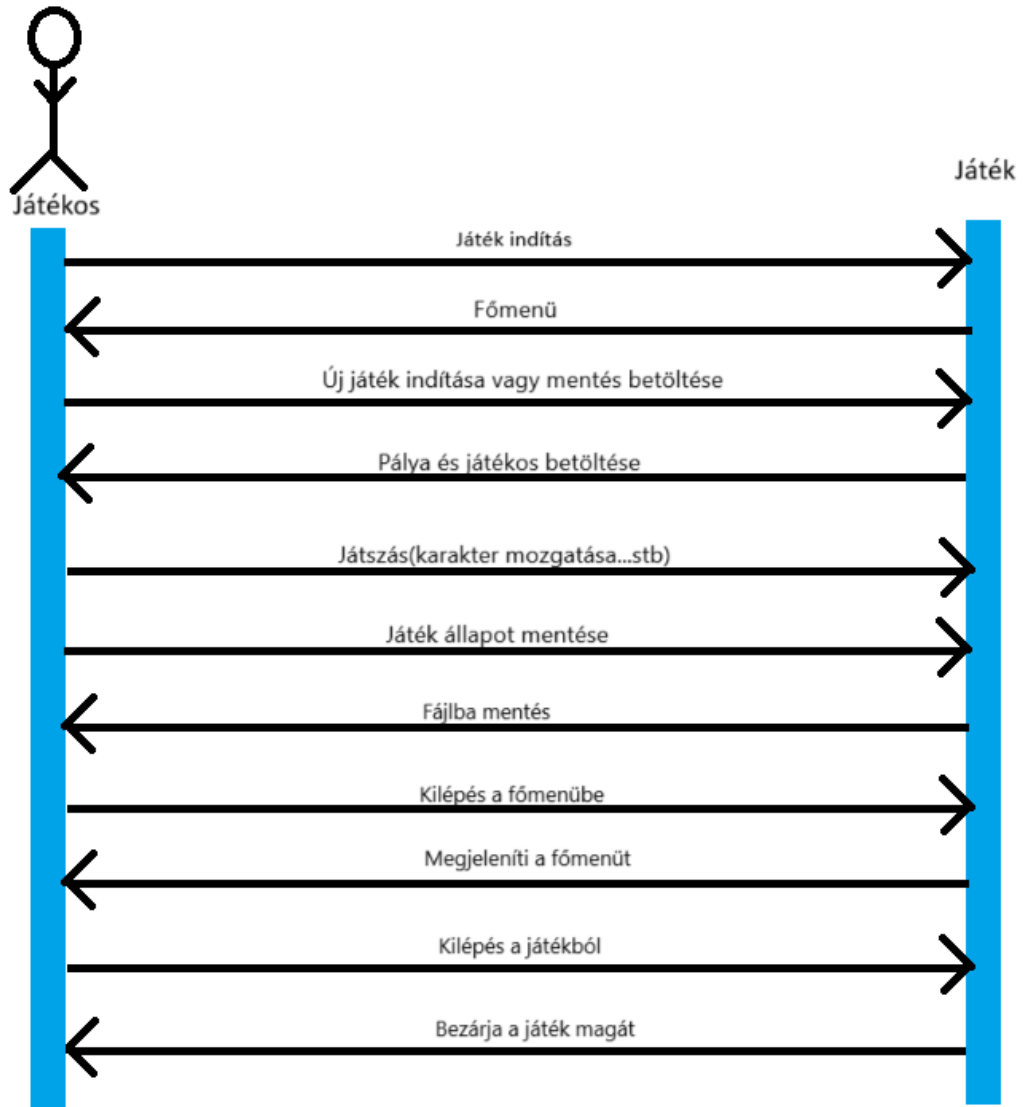 Játék
Játékos
Játék indítás
Főmenü
Új játék indítása vagy mentés betöltése
Pálya és játékos betöltése
Játszás(karakter mozgatása...stb)
Játék állapot mentése
Fájlba mentés
Kilépés a főmenübe
Megjeleníti a főmenüt
Kilépés a játékból
Bezárja a játék magát